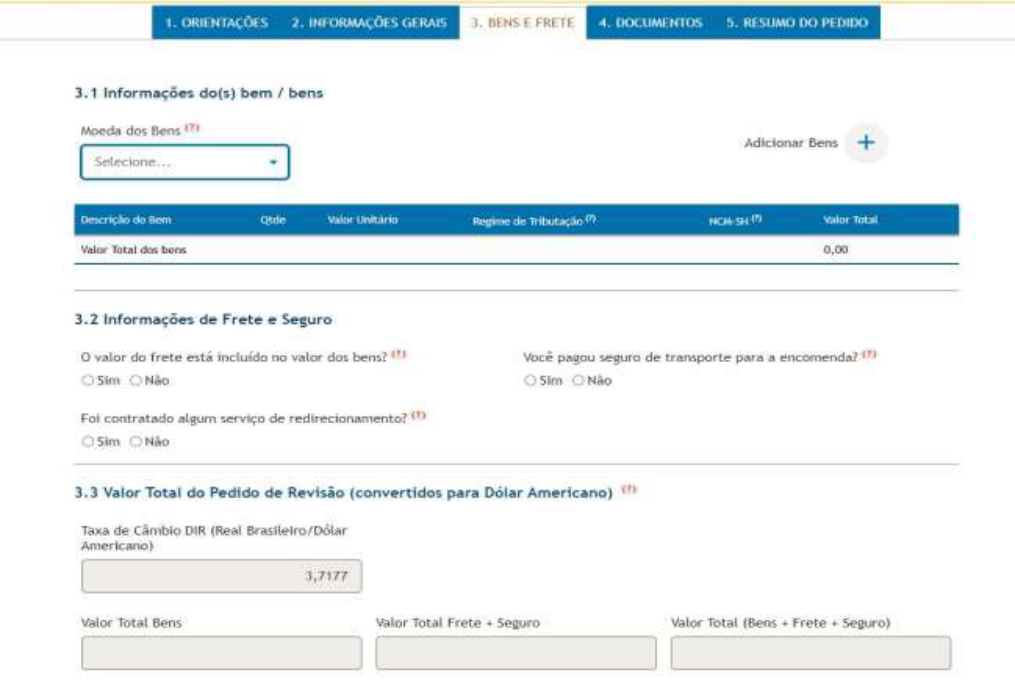 1. ORIENTAÇÕES 2. INFORMAÇÕES GERAIS 3. BENS E FRETE 4. DOCUMENTOS 5. RESUMO DO PEDIDO
3.1 Informações do(s) bem / bens
Moeda dos Bens (?)
Adicionar Bens +
Selecione...
Descrição do Bem Qtde Valor Unitário Regime de Tributação (?) NCM-SH (?) Valor Total
Valor Total dos bens 0,00
3.2 Informações de Frete e Seguro
O valor do frete está incluído no valor dos bens? (?) Você pagou seguro de transporte para a encomenda? (?)
Sim Não Sim Não
Foi contratado algum serviço de redirecionamento? (?)
Sim Não
3.3 Valor Total do Pedido de Revisão (convertidos para Dólar Americano) (?)
Taxa de Câmbio DIR (Real Brasileiro/Dólar
Americano)
3,7177
Valor Total Bens Valor Total Frete + Seguro Valor Total (Bens + Frete + Seguro)